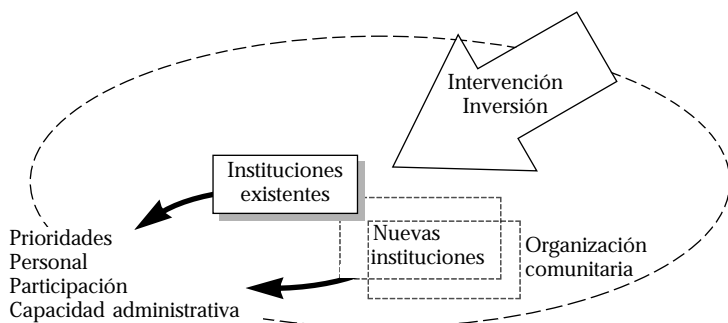 Intervención
Inversión
Instituciones
existentes
Nuevas
instituciones
Organización
comunitaria
Prioridades
Personal
Participación
Capacidad administrativa